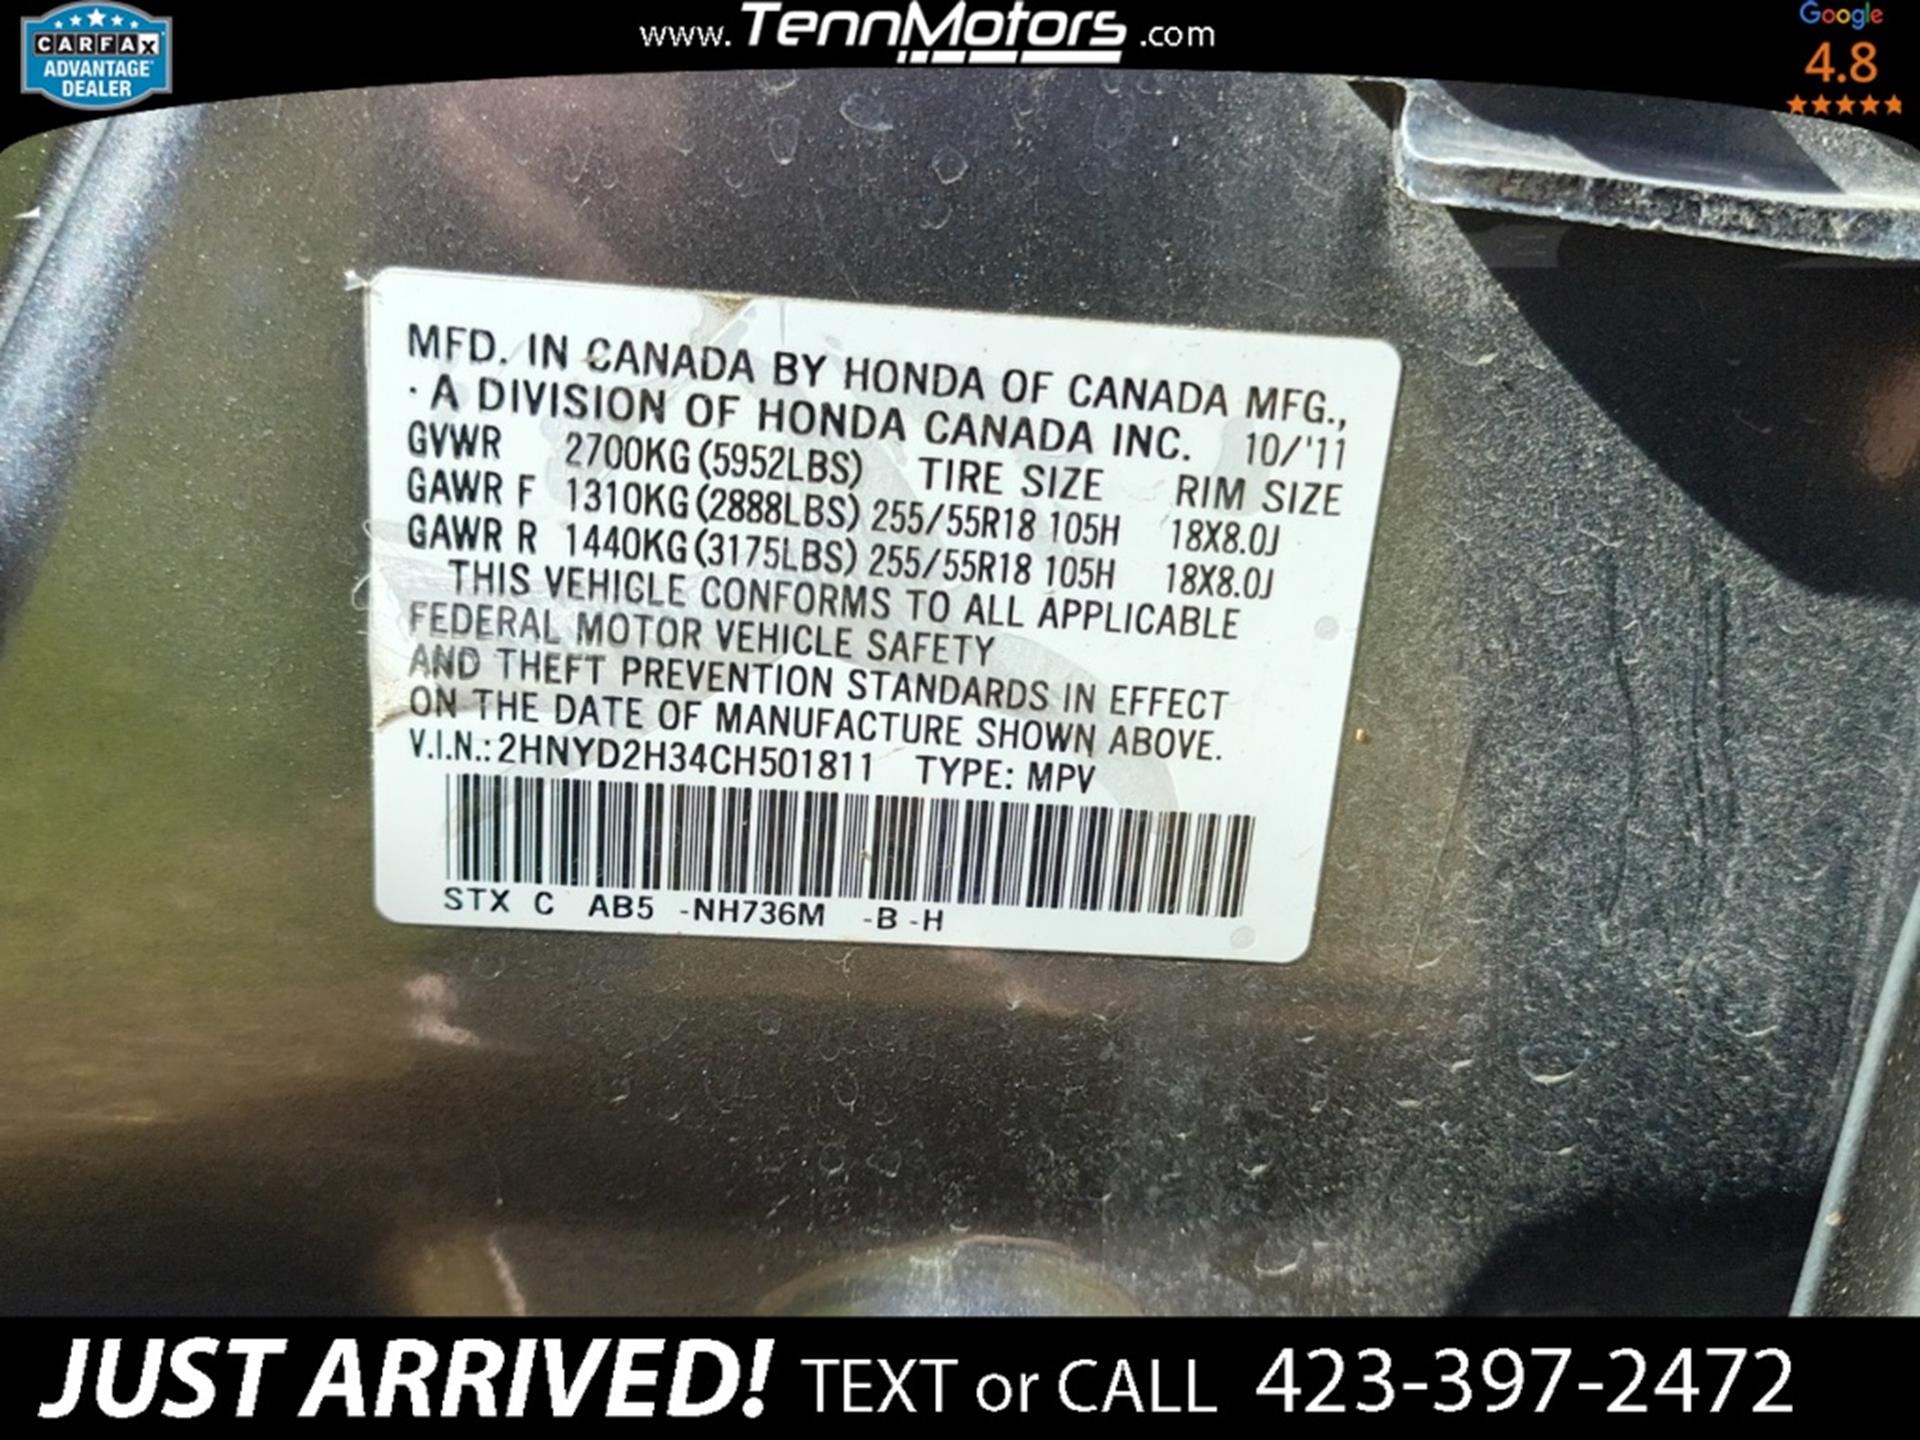 CARFAX
ADVANTAGE
DEALER
www.TennMotors.com
Google
4.8
MFD. IN CANADA BY HONDA OF CANADA MFG.,
· A DIVISION OF HONDA CANADA INC. 10/'11
GVWR 2700KG (5952LBS) TIRE SIZE RIM SIZE
GAWR F 1310KG (2888LBS) 255/55R18 105H 18X8.0J
GAWR R 1440KG (3175LBS) 255/55R18 105H 18X8.0J
THIS VEHICLE CONFORMS TO ALL APPLICABLE
FEDERAL MOTOR VEHICLE SAFETY
AND THEFT PREVENTION STANDARDS IN EFFECT
ON THE DATE OF MANUFACTURE SHOWN ABOVE.
V.I.N.: 2HNYD2H34CH501811 TYPE: MPV
STX C AB5 -NH736M -B -H
JUST ARRIVED! TEXT or CALL 423-397-2472